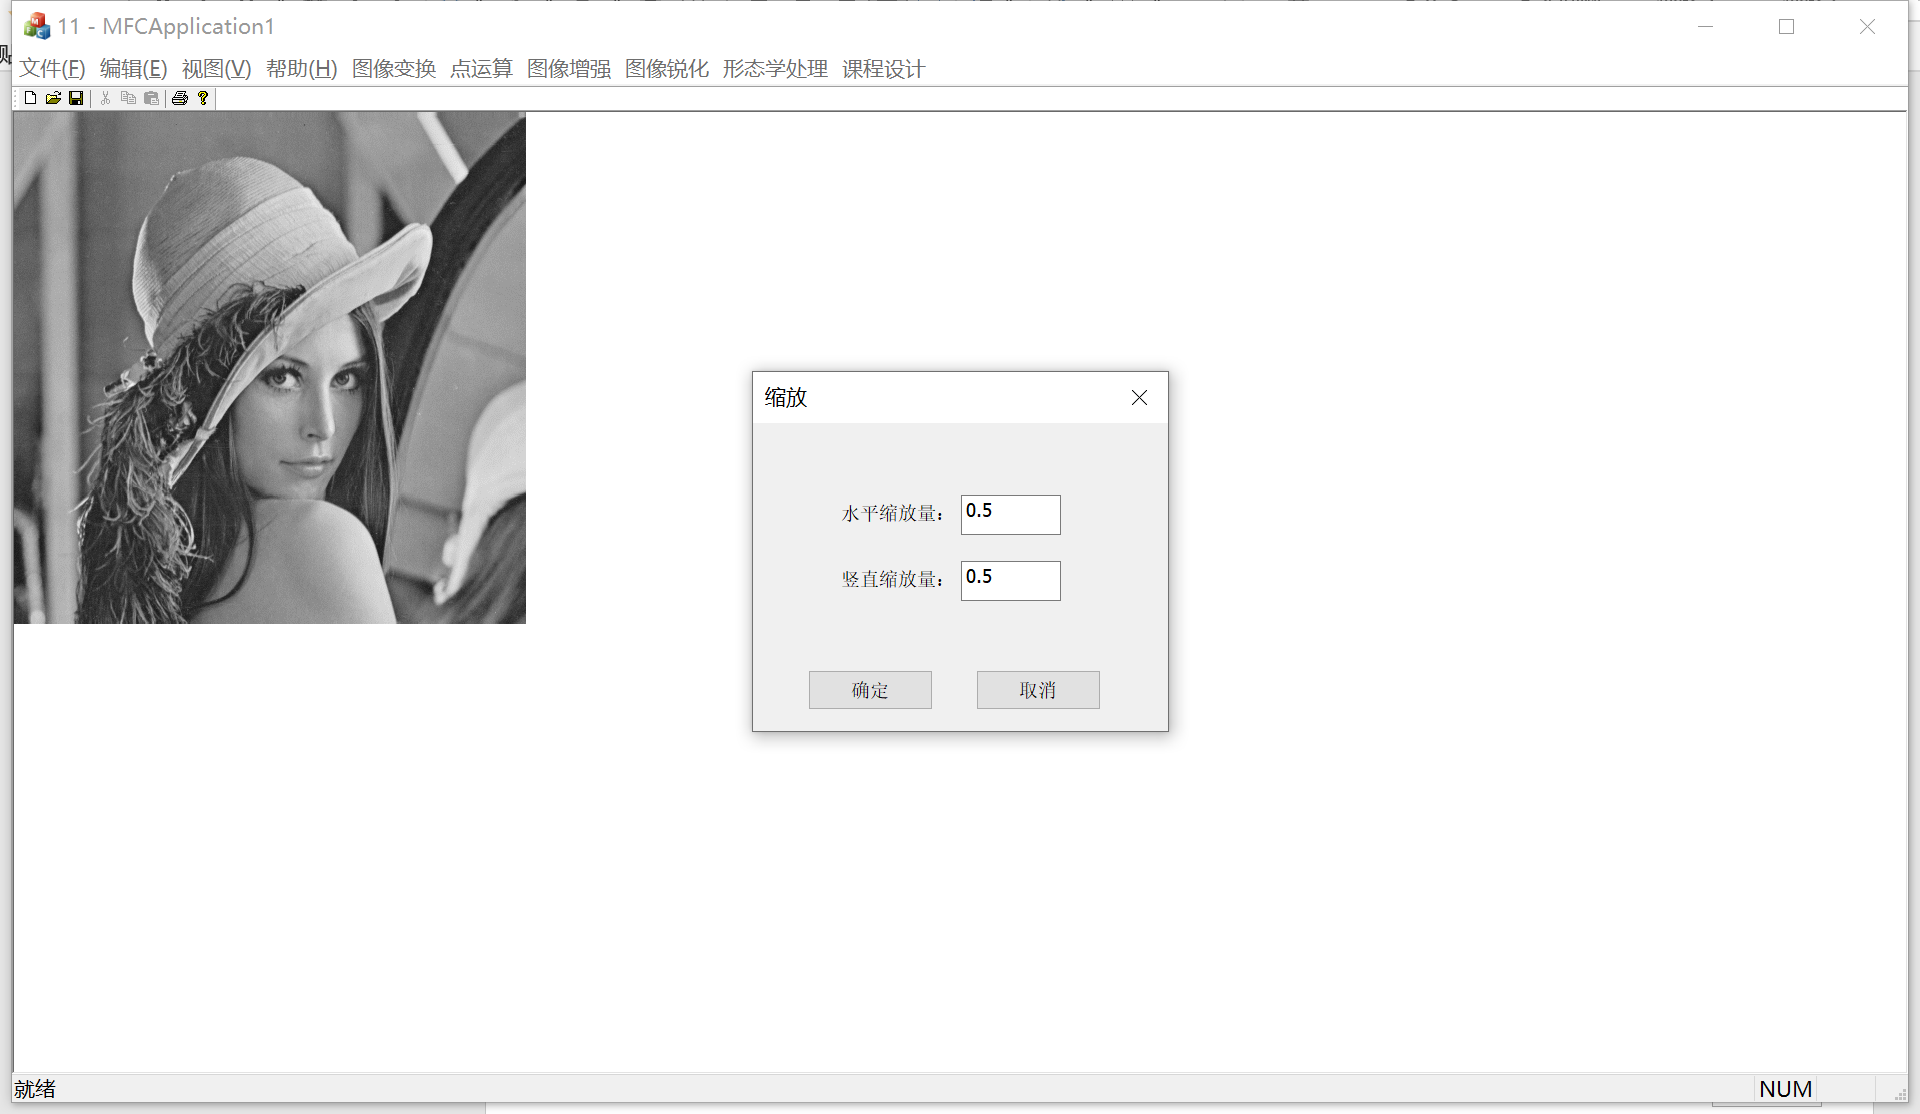 11 - MFCApplication1
文件(F) 编辑(E) 视图(V) 帮助(H) 图像变换 点运算 图像增强 图像锐化 形态学处理 课程设计
缩放
水平缩放量： 0.5
竖直缩放量： 0.5
确定 取消
就绪 NUM